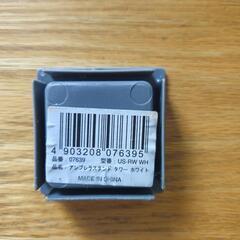 4 903208 076395
品番 07639 型番 US-RW WH
品名 アンブレラスタンド タワー ホワイト
MADE IN CHINA